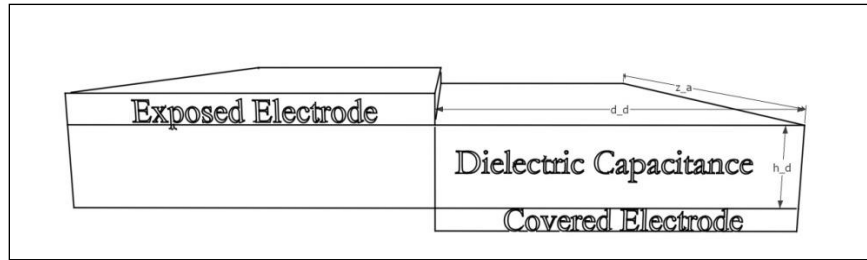 z_a
Exposed Electrode
d_d
Dielectric Capacitance
h_d
Covered Electrode